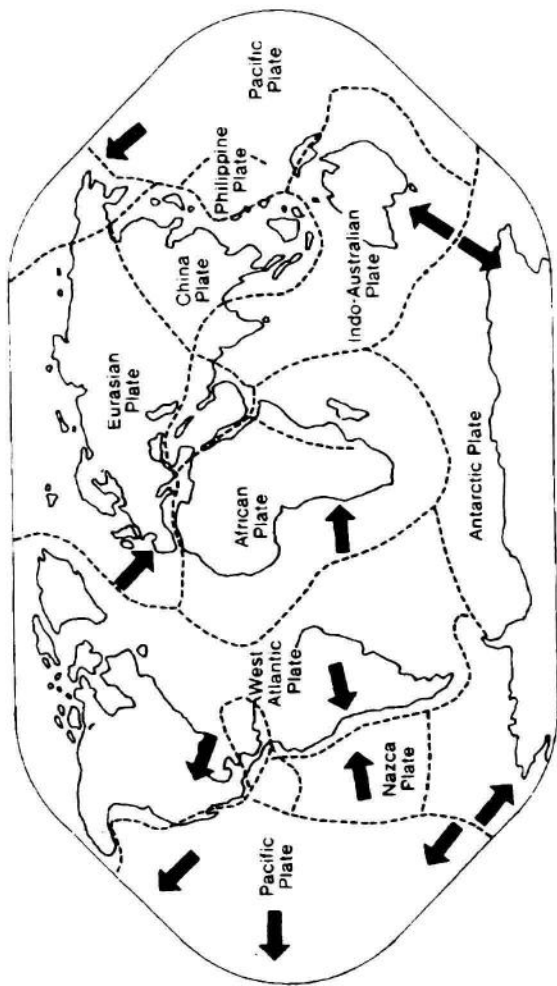 Eurasian
Plate
China
Plate
Philippine
Plate
Pacific
Plate
African
Plate
Indo-Australian
Plate
West
Atlantic
Plate
Nazca
Plate
Pacific
Plate
Antarctic Plate